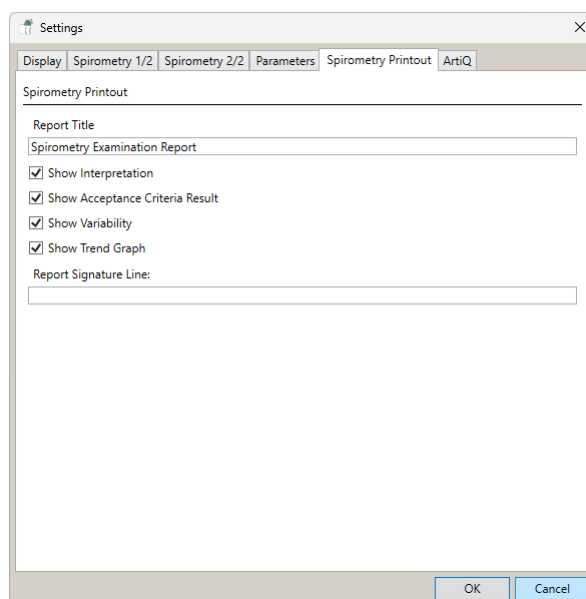 Settings
Display Spirometry 1/2 Spirometry 2/2 Parameters Spirometry Printout ArtiQ
Spirometry Printout
Report Title
Spirometry Examination Report
Show Interpretation
Show Acceptance Criteria Result
Show Variability
Show Trend Graph
Report Signature Line:
OK Cancel